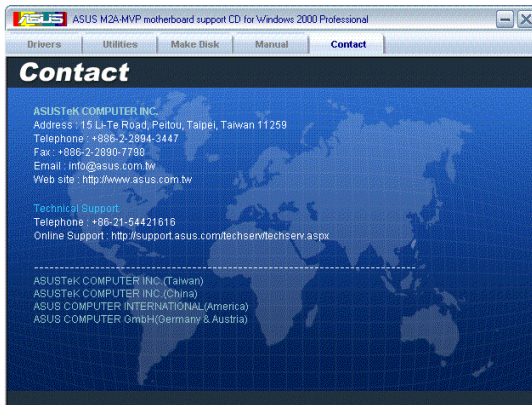 ASUS ASUS M2A-MVP motherboard support CD for Windows 2000 Professional
Drivers Utilities Make Disk Manual Contact
Contact
ASUSTeK COMPUTER INC.
Address : 15 Li-Te Road, Peitou, Taipei, Taiwan 11259
Telephone : +886-2-2894-3447
Fax : +886-2-2890-7798
Email : info@asus.com.tw
Web site : http://www.asus.com.tw
Technical Support
Telephone : +86-21-54421616
Online Support : http://support.asus.com/techserv/techserv.aspx
ASUSTeK COMPUTER INC.(Taiwan)
ASUSTeK COMPUTER INC.(China)
ASUS COMPUTER INTERNATIONAL(America)
ASUS COMPUTER GmbH(Germany & Austria)